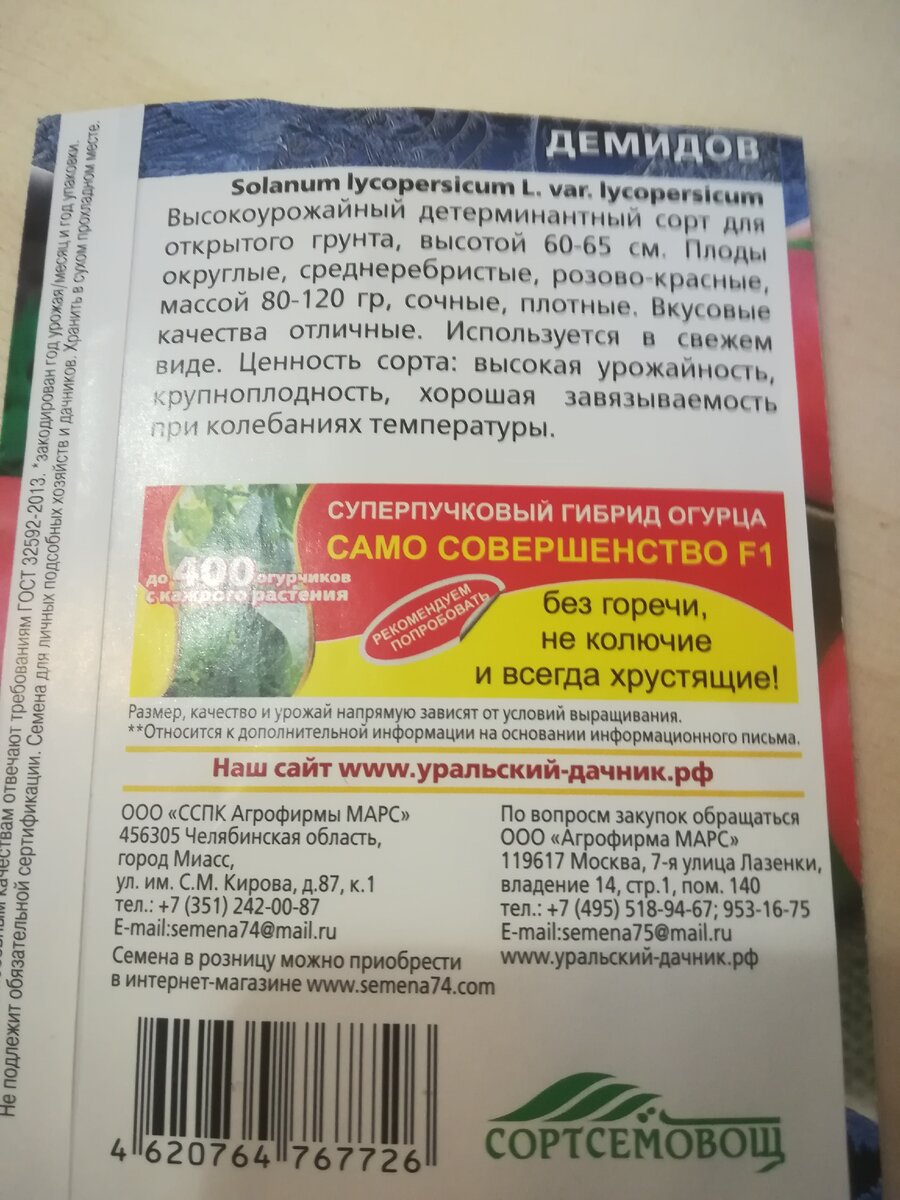 ДЕМИДОВ
Solanum lycopersicum L. var. lycopersicum
Высокоурожайный детерминантный сорт для
открытого грунта, высотой 60-65 см. Плоды
округлые, среднеребристые, розово-красные,
массой 80-120 гр, сочные, плотные. Вкусовые
качества отличные. Используется в свежем
виде. Ценность сорта: высокая урожайность,
крупноплодность, хорошая завязываемость
при колебаниях температуры.
СУПЕРПУЧКОВЫЙ ГИБРИД ОГУРЦА
САМО СОВЕРШЕНСТВО F1
до 400 огурчиков
с каждого растения
РЕКОМЕНДУЕМ
ПОПРОБОВАТЬ
без горечи,
не колючие
и всегда хрустящие!
Размер, качество и урожай напрямую зависят от условий выращивания.
**Относится к дополнительной информации на основании информационного письма.
Наш сайт www.уральский-дачник.рф
ООО «ССПК Агрофирмы МАРС»
456305 Челябинская область,
город Миасс,
ул. им. С.М. Кирова, д.87, к.1
тел.: +7 (351) 242-00-87
E-mail:semena74@mail.ru
Семена в розницу можно приобрести
в интернет-магазине www.semena74.com
По вопросм закупок обращаться
ООО «Агрофирма МАРС»
119617 Москва, 7-я улица Лазенки,
владение 14, стр.1, пом. 140
тел.: +7 (495) 518-94-67; 953-16-75
E-mail:semena75@mail.ru
www.уральский-дачник.рф
4 620764 767726
СОРТСЕМОВОЩ
качествам отвечают требованиям ГОСТ 32592-2013. *закодирован год урожая/месяц и год упаковки.
Не подлежит обязательной сертификации. Семена для личных подсобных хозяйств и дачников. Хранить в сухом прохладном месте.